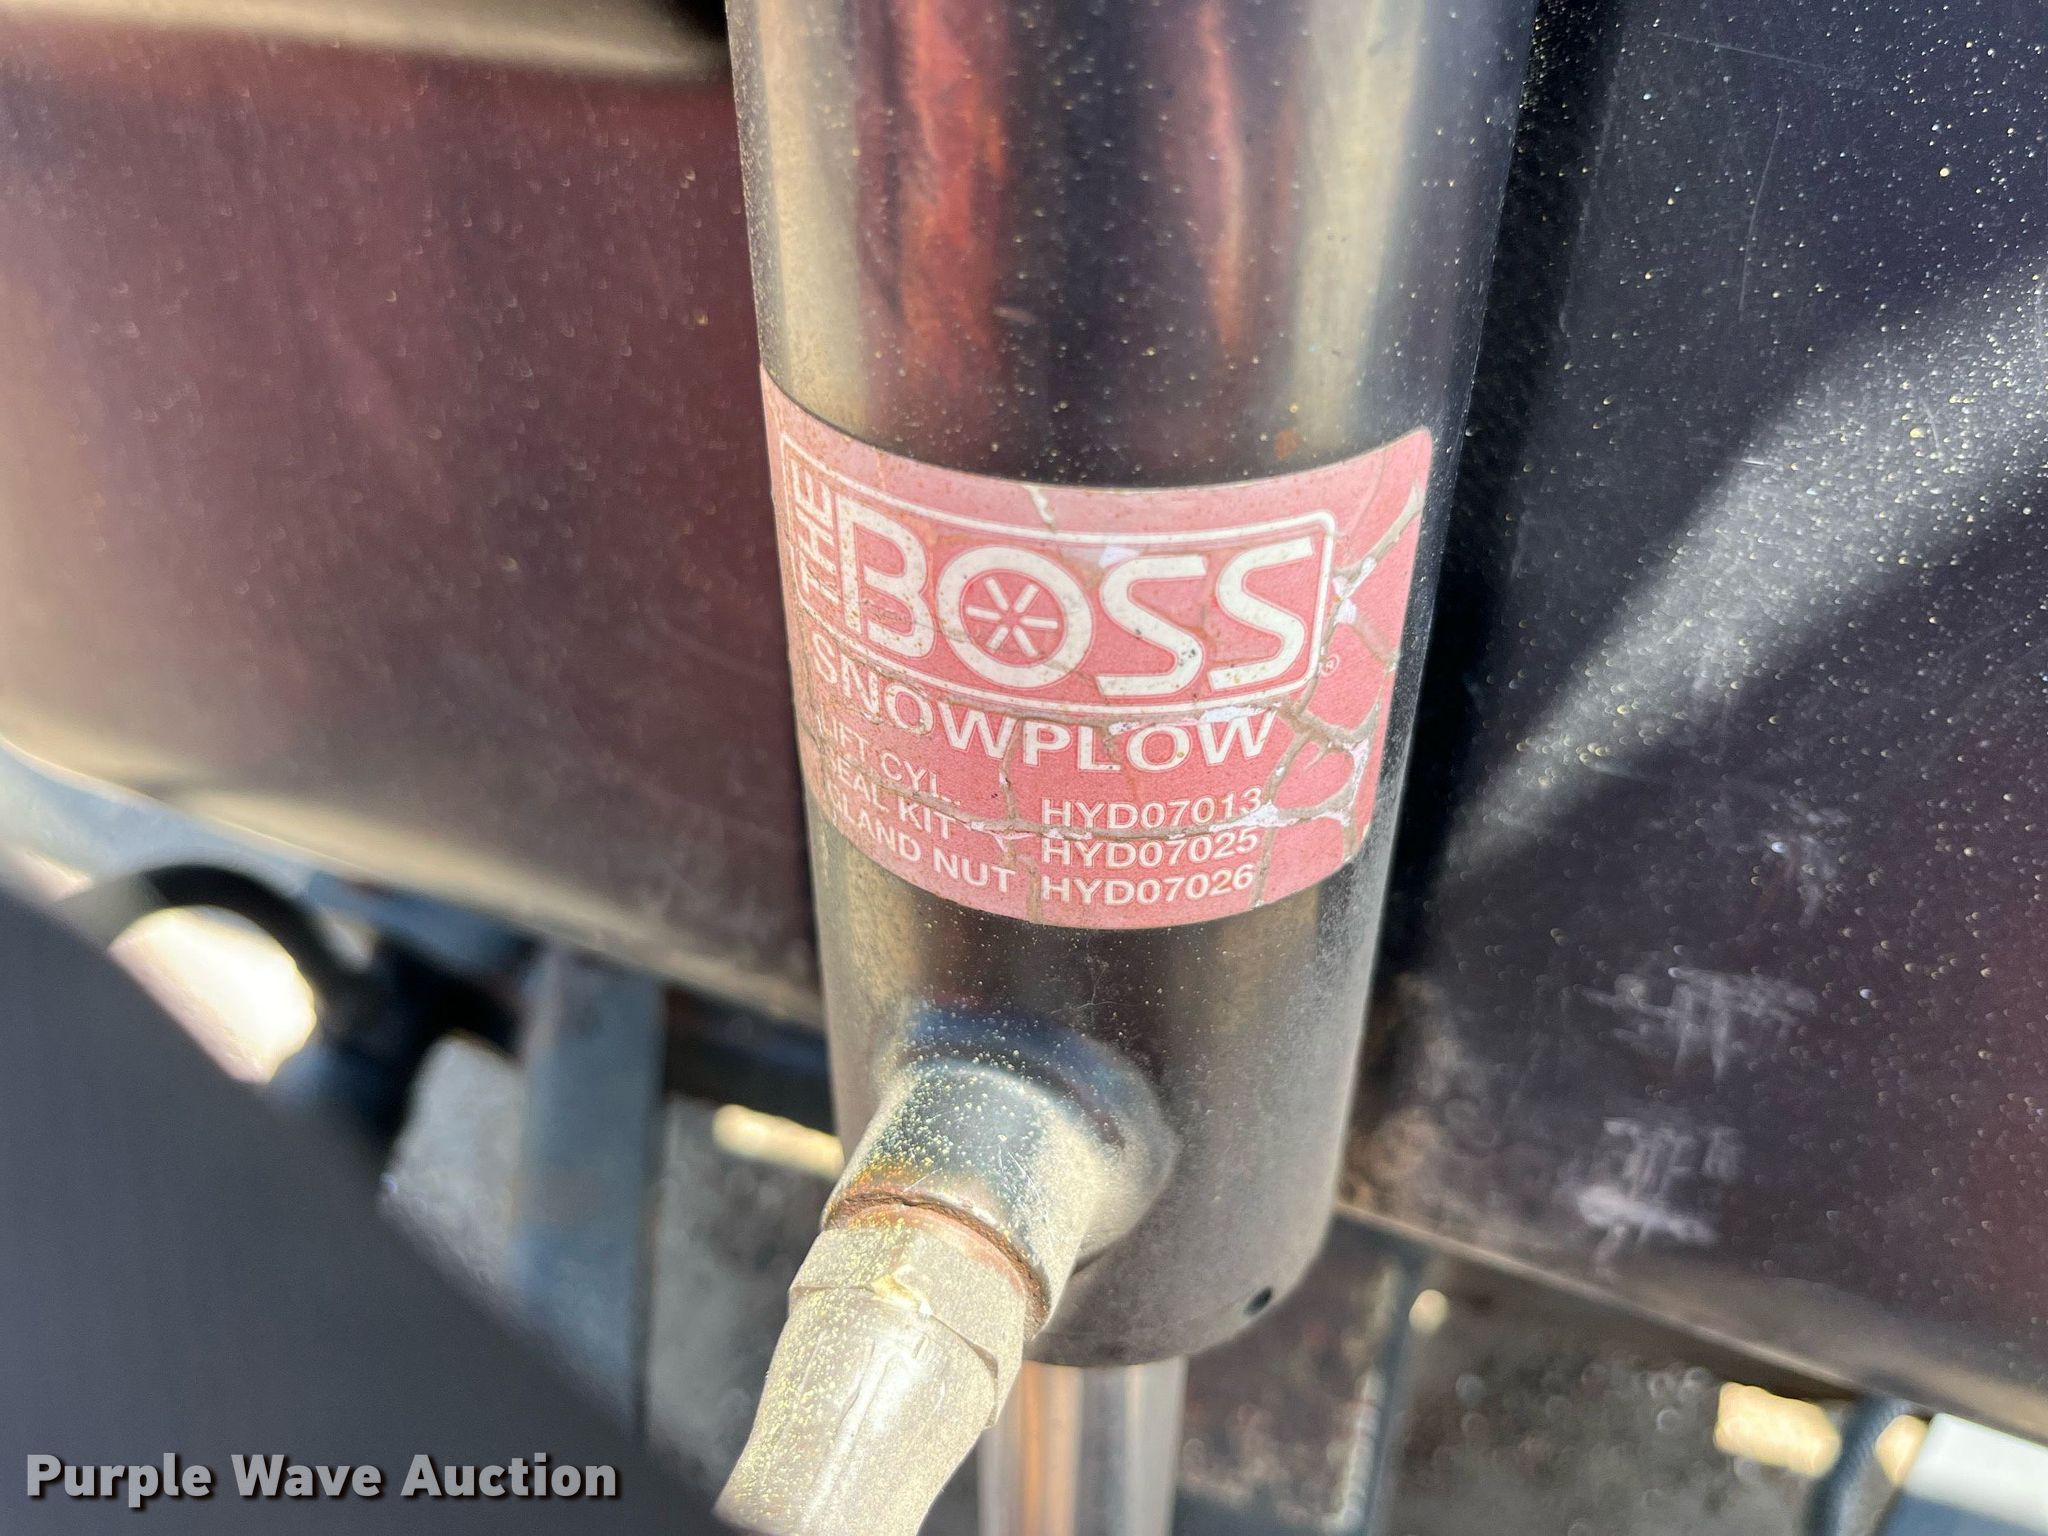 THE BOSS®
SNOWPLOW
LIFT CYL. HYD07013
SEAL KIT HYD07025
GLAND NUT HYD07026
Purple Wave Auction